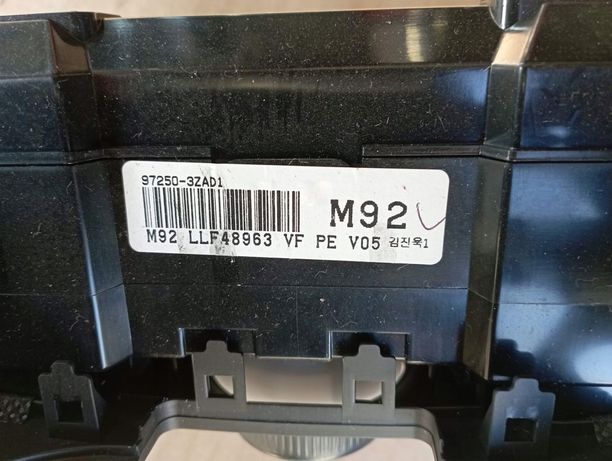 97250-3ZAD1
M92
M92 LLF48963 VF PE V05 김진욱1